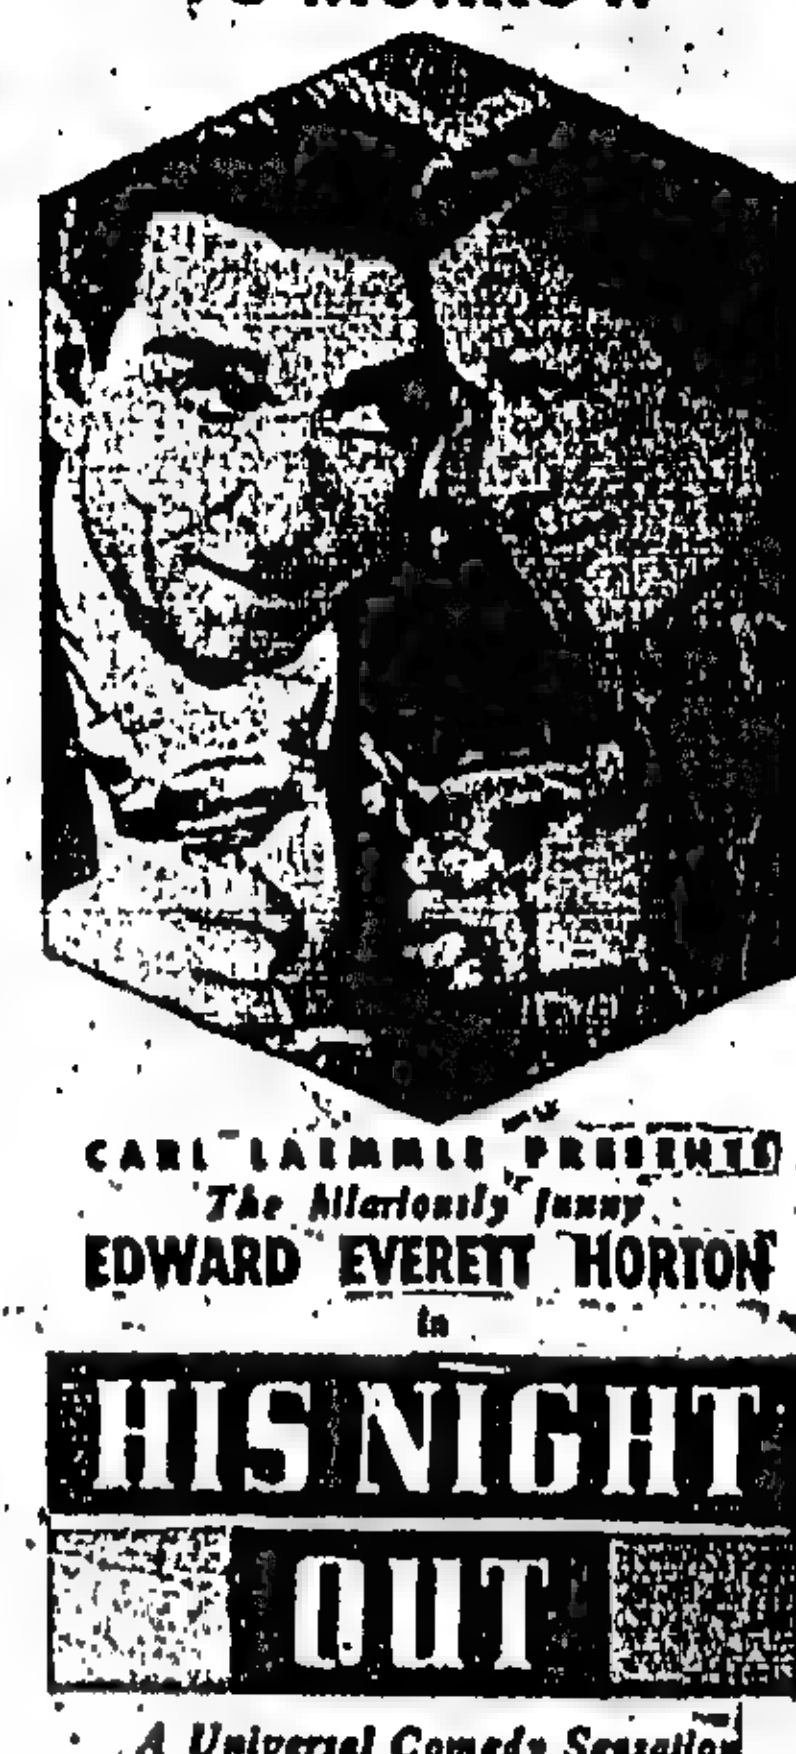 CARL LAEMMLE PRESENTS
The hilariously funny
EDWARD EVERETT HORTON
in
HIS NIGHT
OUT
A Universal Comedy Sensation